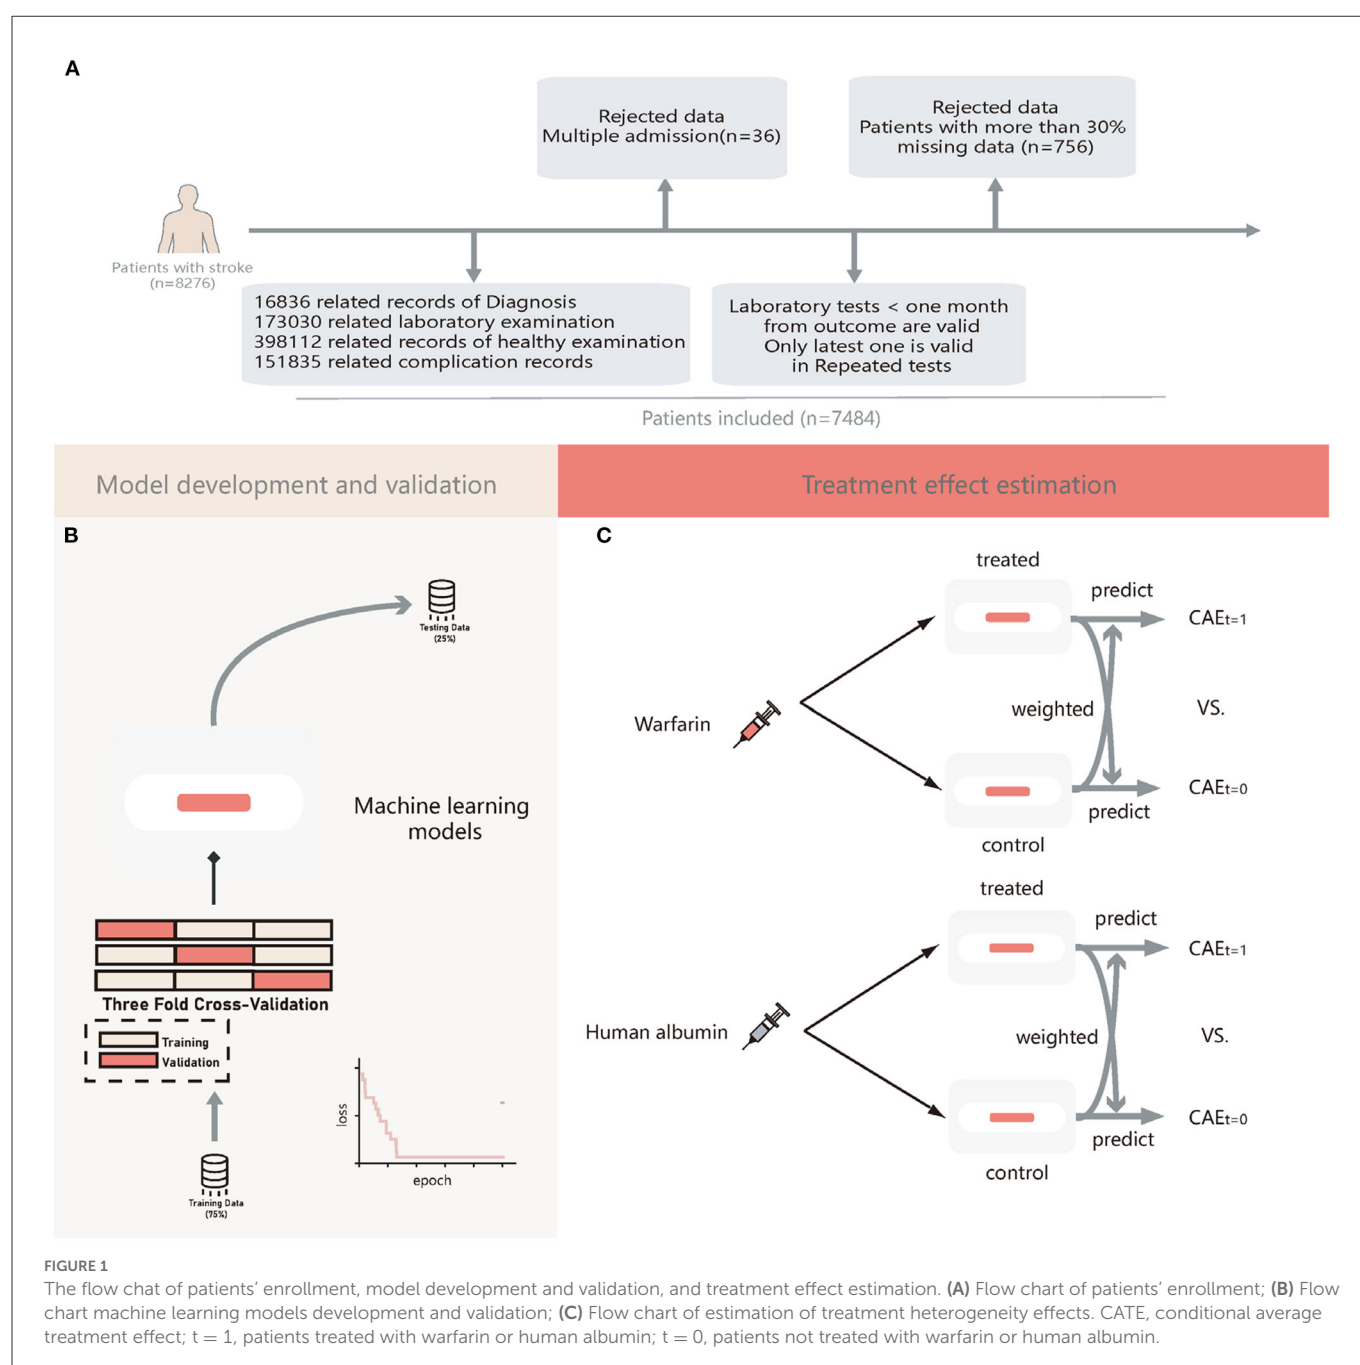 A
Rejected data
Multiple admission(n=36)
Rejected data
Patients with more than 30%
missing data (n=756)
Patients with stroke
(n=8276)
16836 related records of Diagnosis
173030 related laboratory examination
398112 related records of healthy examination
151835 related complication records
Laboratory tests < one month
from outcome are valid
Only latest one is valid
in Repeated tests
Patients included (n=7484)
Model development and validation
Treatment effect estimation
B
Testing Data
(25%)
Machine learning
models
Three Fold Cross-Validation
Training
Validation
loss
epoch
Training Data
(75%)
C
treated
predict
CAEt=1
Warfarin
weighted
VS.
CAEt=0
predict
control
treated
predict
CAEt=1
Human albumin
weighted
VS.
CAEt=0
predict
control
FIGURE 1
The flow chat of patients’ enrollment, model development and validation, and treatment effect estimation. (A) Flow chart of patients’ enrollment; (B) Flow
chart machine learning models development and validation; (C) Flow chart of estimation of treatment heterogeneity effects. CATE, conditional average
treatment effect; t = 1, patients treated with warfarin or human albumin; t = 0, patients not treated with warfarin or human albumin.